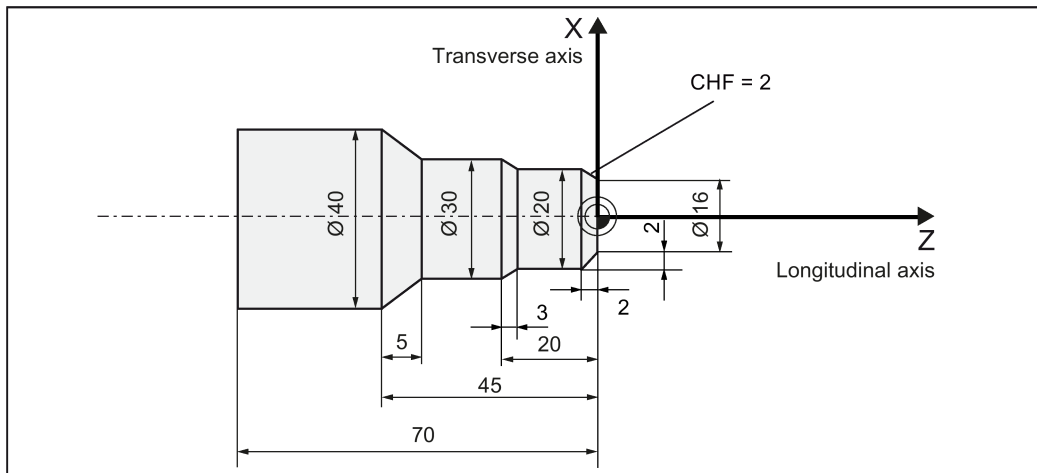 X
Transverse axis
CHF = 2
Ø 40
Ø 30
Ø 20
2
Ø 16
Z
Longitudinal axis
2
3
5
20
45
70